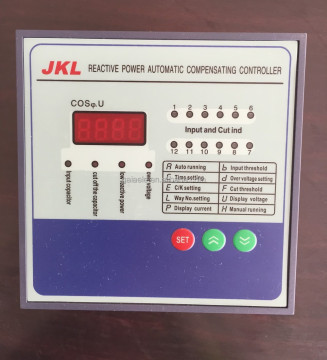 JKL REACTIVE POWER AUTOMATIC COMPENSATING CONTROLLER
COSφ.U
8888
1 2 3 4 5 6
Input and Cut ind
12 11 10 9 8 7
Input capacitor
cut off the capacitor
low reactive power
over voltage
A Auto running
b Input threshold
C Time setting
d Over voltage setting
E C/K setting
F Cut threshold
L Way No.setting
U Display voltage
P Display current
H Manual running
SET